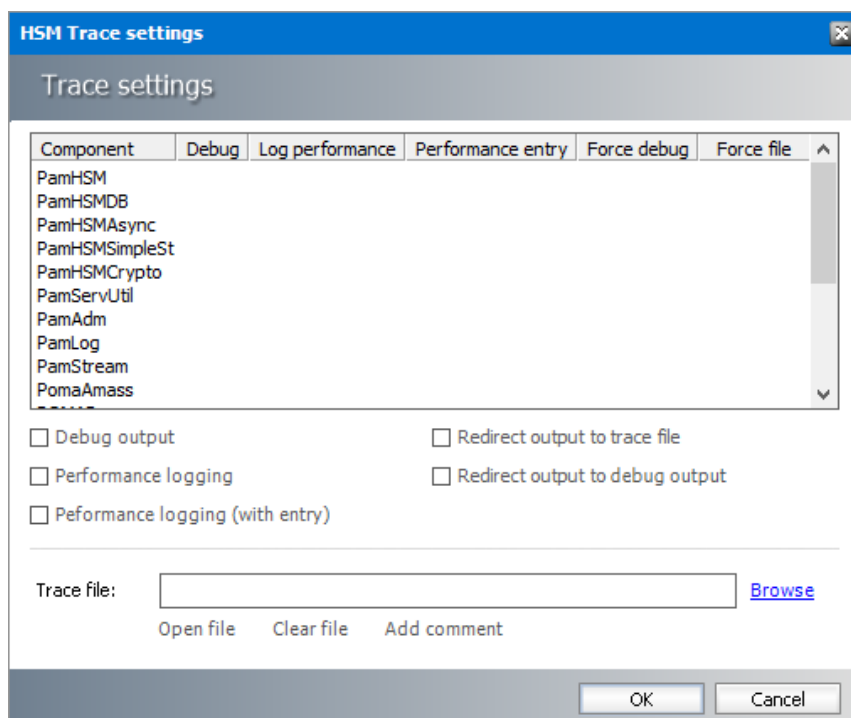 HSM Trace settings
Trace settings
Component Debug Log performance Performance entry Force debug Force file
PamHSM
PamHSMDB
PamHSMAsync
PamHSMSimpleSt
PamHSMCrypto
PamServUtil
PamAdm
PamLog
PamStream
PomaAmass
Debug output Redirect output to trace file
Performance logging Redirect output to debug output
Peformance logging (with entry)
Trace file: Browse
Open file Clear file Add comment
OK Cancel